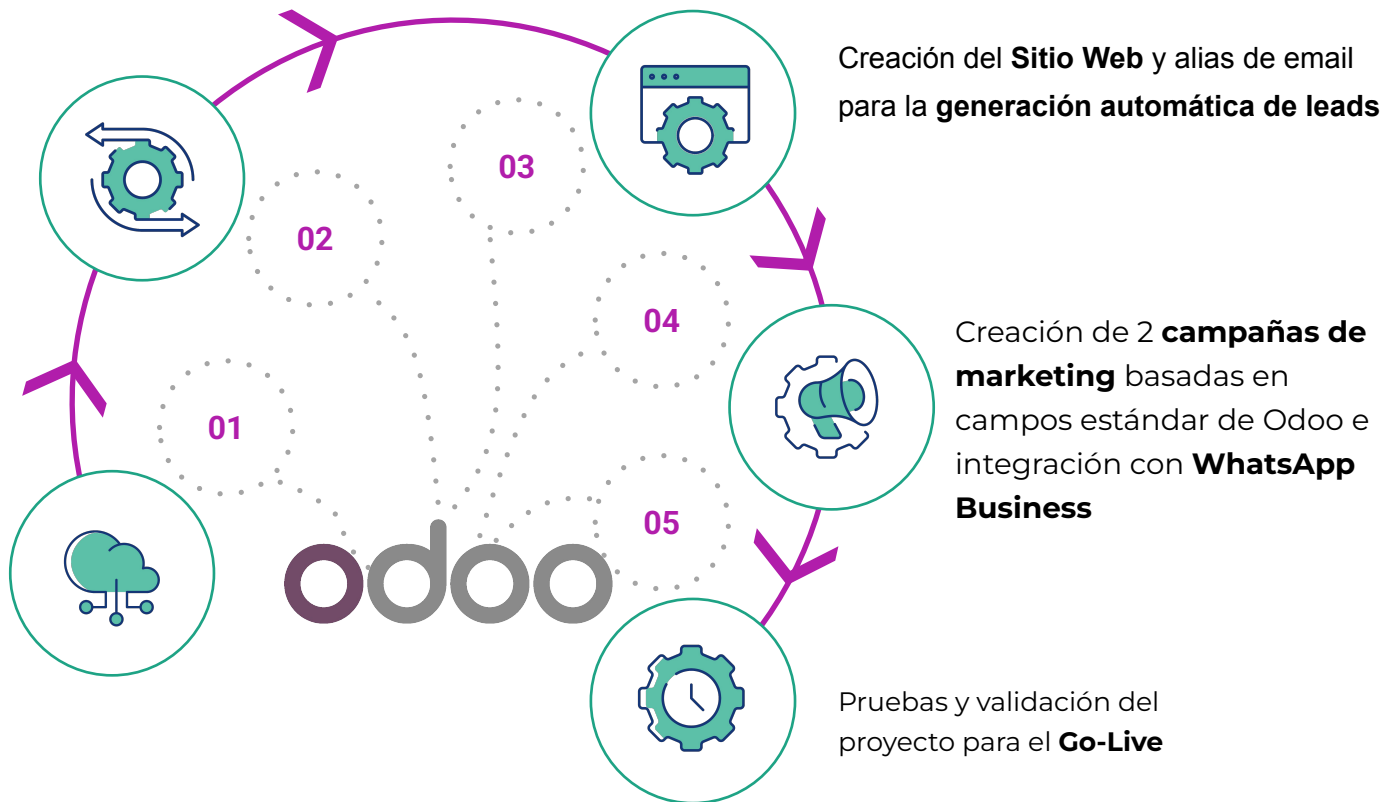 Creación del Sitio Web y alias de email
para la generación automática de leads
03
02
04
Creación de 2 campañas de
marketing basadas en
campos estándar de Odoo e
integración con WhatsApp
Business
01
05
odoo
Pruebas y validación del
proyecto para el Go-Live